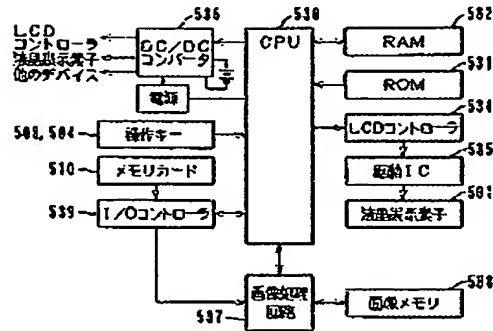 536
530
LCD
コントローラ
液晶表示素子
他のデバイス
DC/DC
コンバータ
CPU
RAM
532
電源
ROM
531
503, 504
操作キー
LCDコントローラ
534
510
メモリカード
駆動IC
535
539
I/Oコントローラ
液晶表示素子
画像処理
回路
537
画像メモリ
538